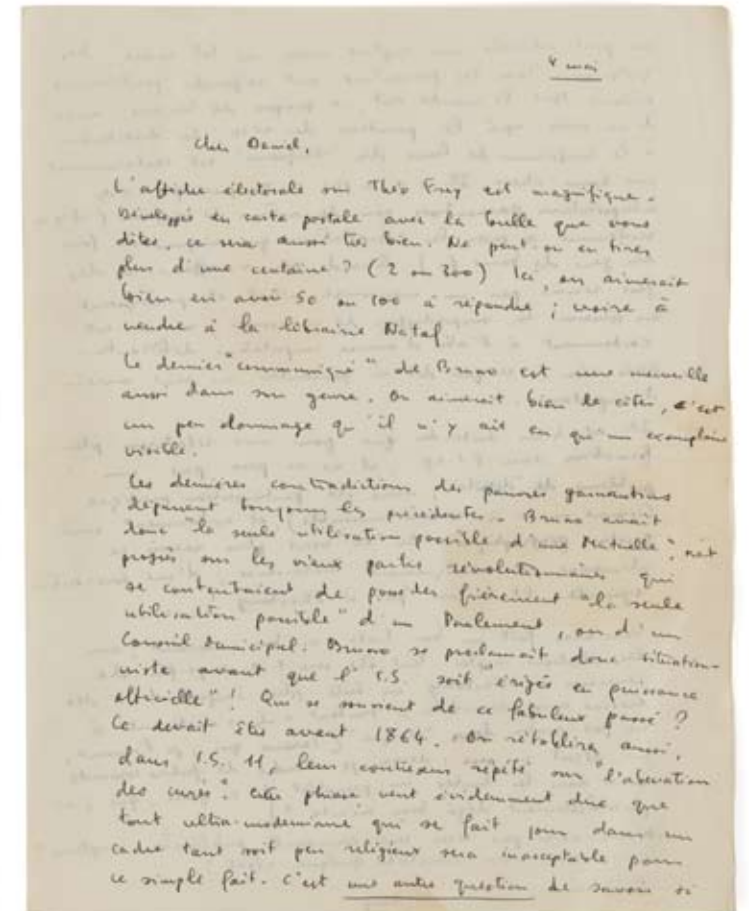 4 mai
Cher Daniel,
L'affiche électorale sur Théo Frey est magnifique.
Développée en carte postale avec la bulle que vous
dites, ce sera aussi très bien. Ne peut-on en tirer
plus d'une centaine ? (2 ou 300) Ici, on aimerait
bien en avoir 50 ou 100 à répandre ; voire à
vendre à la librairie Nataf
Le dernier "communiqué" de Bruno est une merveille
aussi dans son genre. On aimerait bien le citer, c'est
un peu dommage qu'il n'y ait eu qu'un exemplaire
visible.
Les dernières contradictions des pauvres garnautins
dépassent toujours les précédentes. Bruno avait
donc "la seule utilisation possible d'une Mutuelle", net
progrès sur les vieux partis révolutionnaires qui
se contentaient de posséder fièrement "la seule
utilisation possible" d'un Parlement, ou d'un
Conseil Municipal. Bruno se proclamait donc situation-
niste avant que l'I.S. soit "érigée en puissance
officielle" ! Qui se souvient de ce fabuleux passé ?
Ce devait être avant 1864. On rétablira aussi,
dans I.S. 11, leur contresens répété sur "l'aberration
des curés". Cette phrase veut évidemment dire que
tout ultra-modernisme qui se fait jour dans un
cadre tant soit peu religieux sera inacceptable pour
ce simple fait. C'est une autre question de savoir si